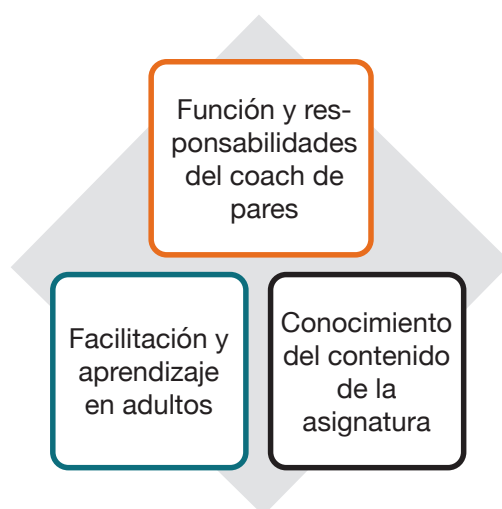 Función y res-
ponsabilidades
del coach de
pares
Facilitación y
aprendizaje
en adultos
Conocimiento
del contenido
de la
asignatura